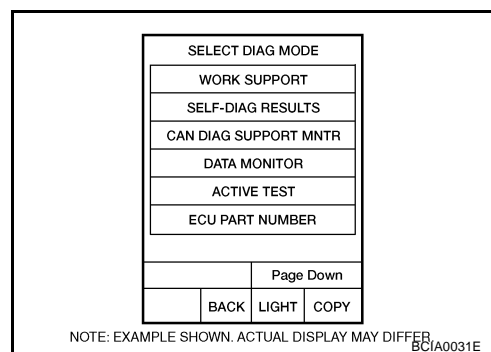 SELECT DIAG MODE
WORK SUPPORT
SELF-DIAG RESULTS
CAN DIAG SUPPORT MNTR
DATA MONITOR
ACTIVE TEST
ECU PART NUMBER
Page Down
BACK LIGHT COPY
NOTE: EXAMPLE SHOWN. ACTUAL DISPLAY MAY DIFFER.
BCIA0031E